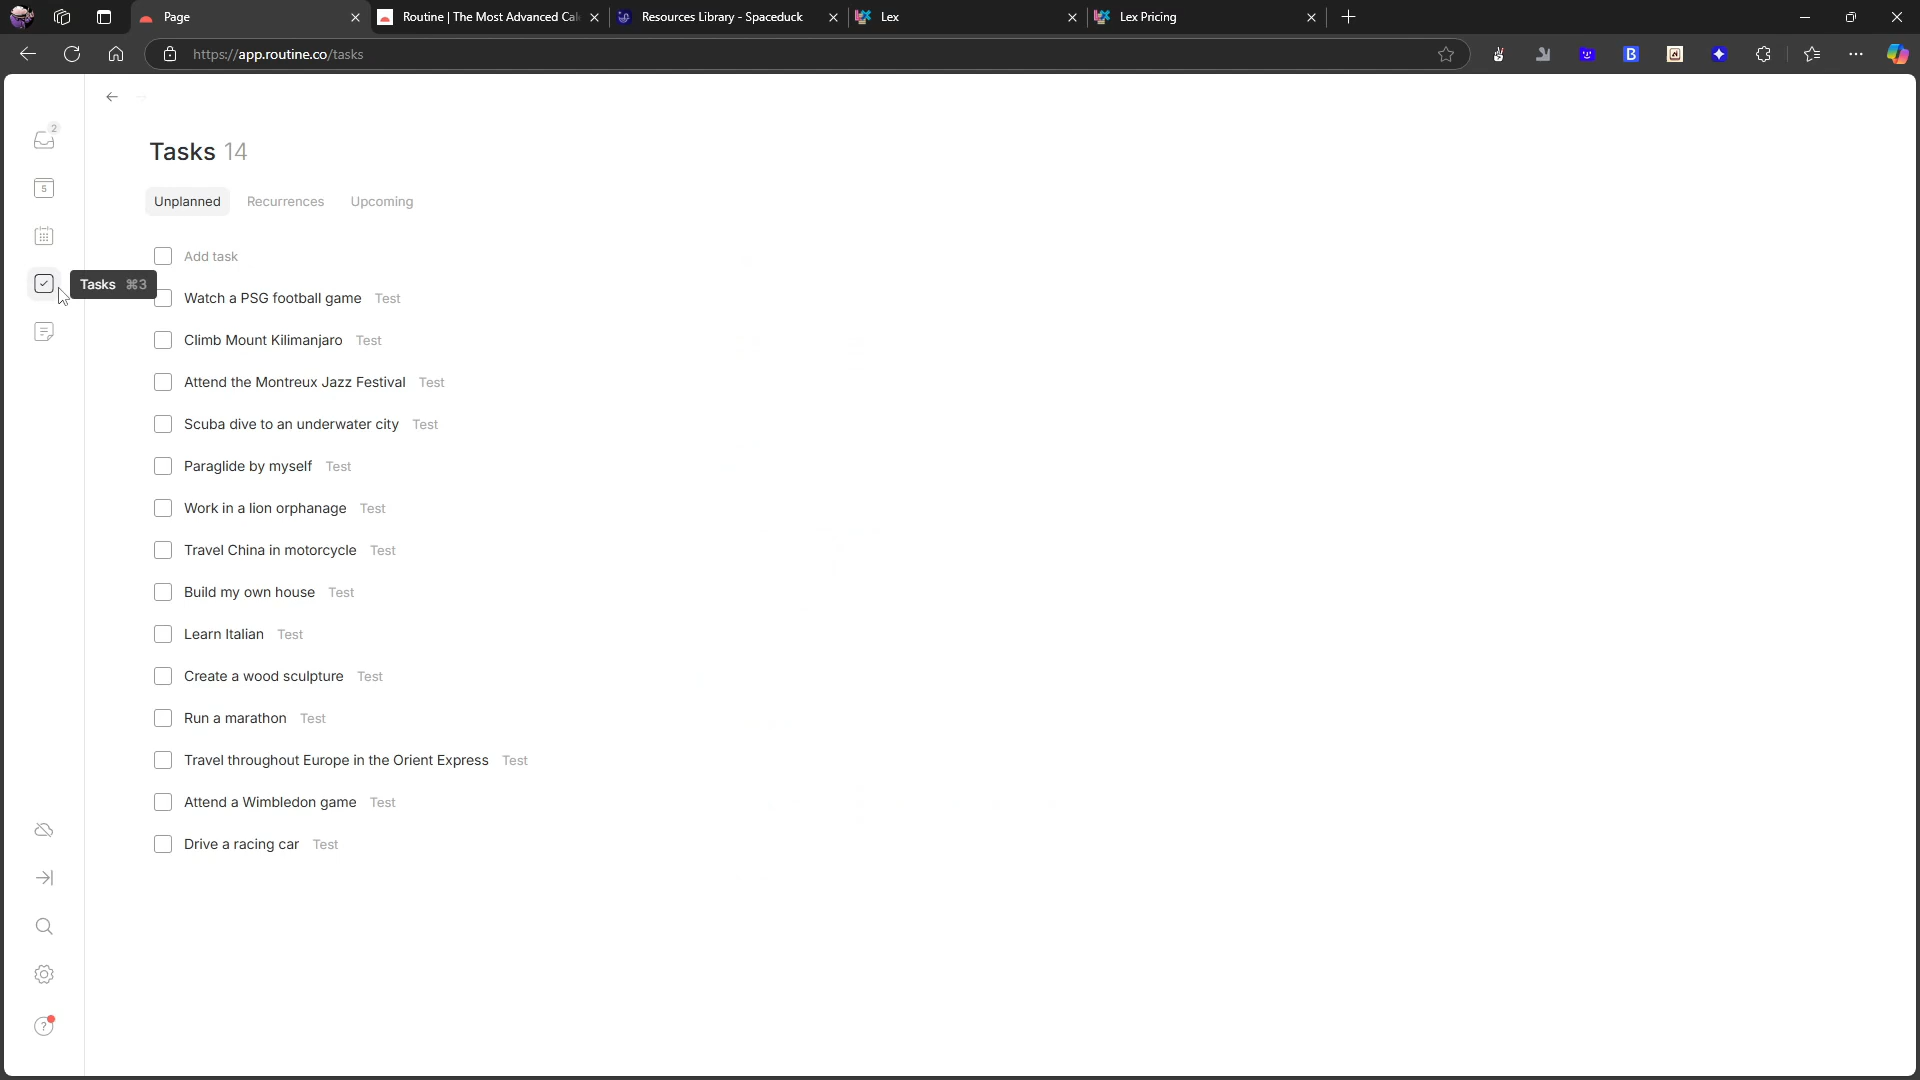 Page
Routine | The Most Advanced Cal
Resources Library - Spaceduck
Lex
Lex Pricing
https://app.routine.co/tasks
2
5
Tasks ⌘3
Tasks 14
Unplanned
Recurrences
Upcoming
Add task
Watch a PSG football game Test
Climb Mount Kilimanjaro Test
Attend the Montreux Jazz Festival Test
Scuba dive to an underwater city Test
Paraglide by myself Test
Work in a lion orphanage Test
Travel China in motorcycle Test
Build my own house Test
Learn Italian Test
Create a wood sculpture Test
Run a marathon Test
Travel throughout Europe in the Orient Express Test
Attend a Wimbledon game Test
Drive a racing car Test